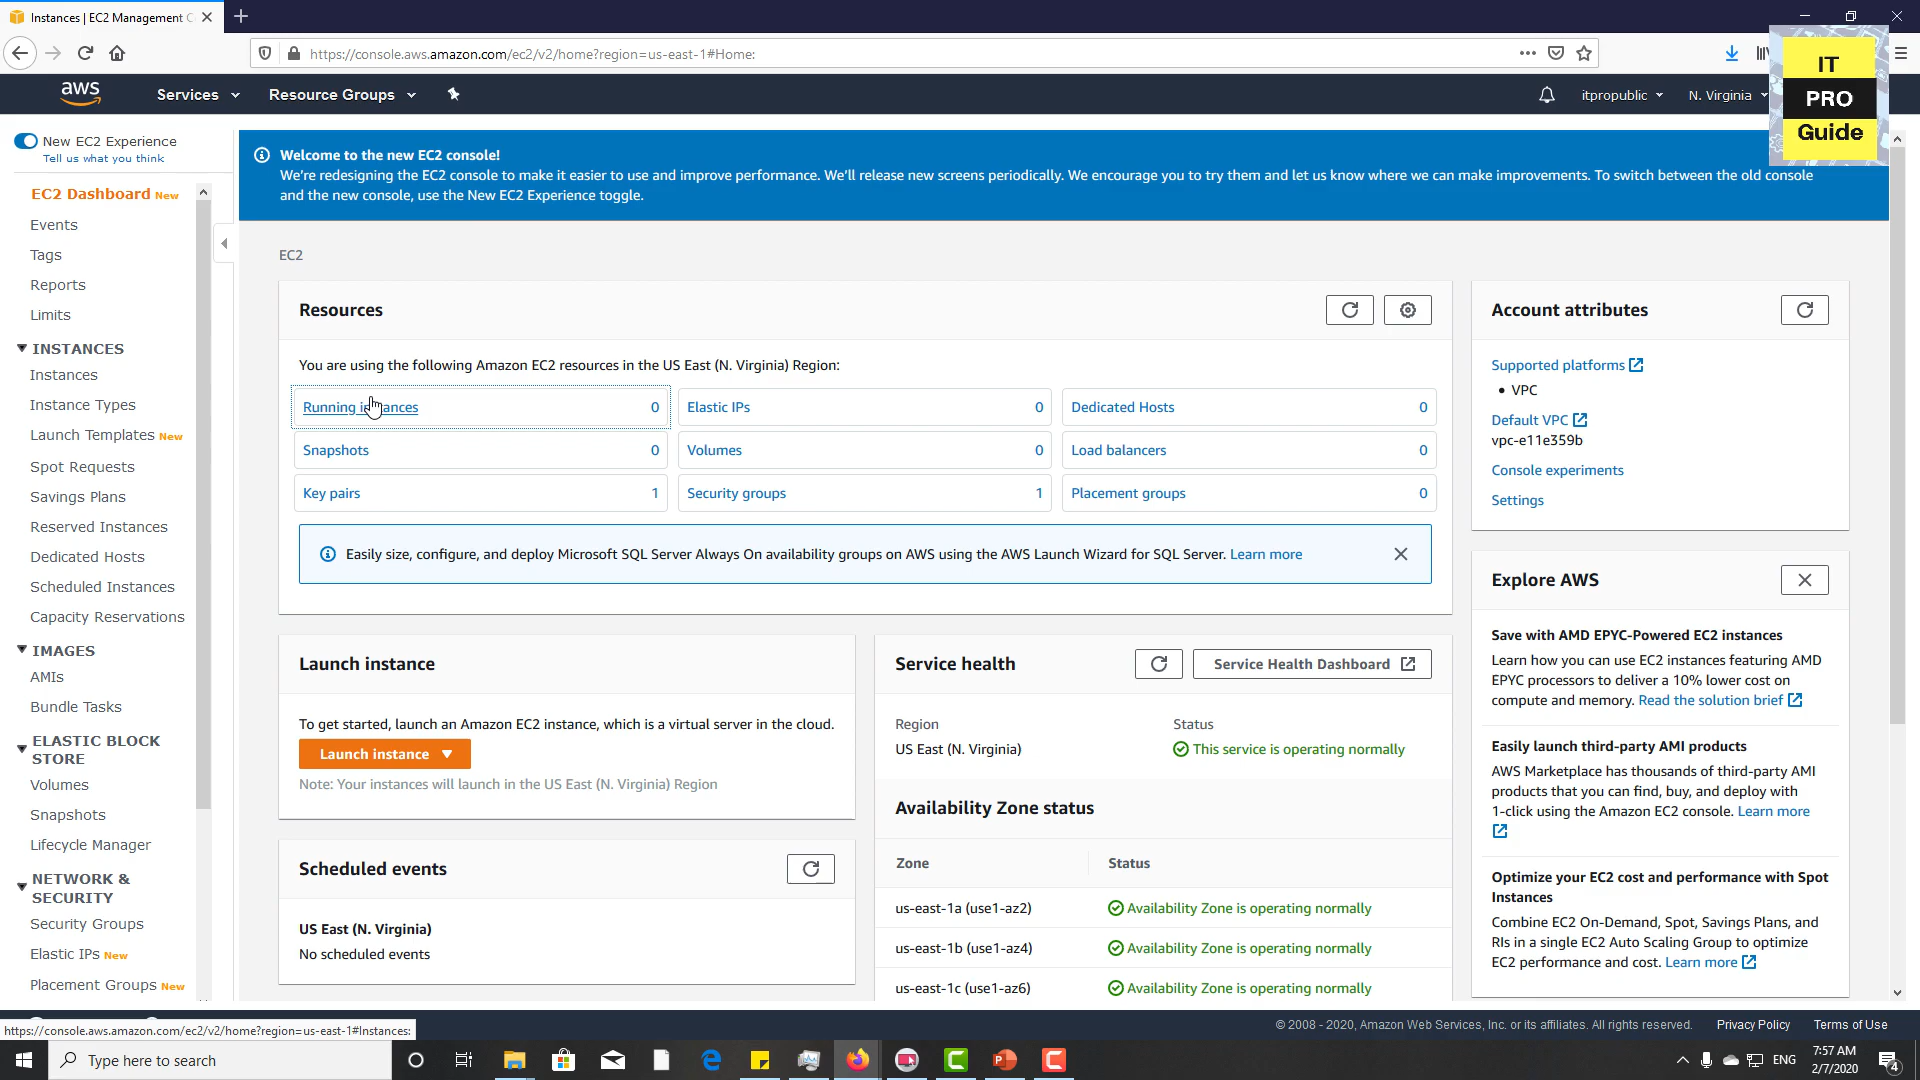 Instances | EC2 Management C
https://console.aws.amazon.com/ec2/v2/home?region=us-east-1#Home:
IT
PRO
Guide
aws
Services
Resource Groups
itpropublic
N. Virginia
New EC2 Experience
Tell us what you think
EC2 Dashboard New
Events
Tags
Reports
Limits
INSTANCES
Instances
Instance Types
Launch Templates New
Spot Requests
Savings Plans
Reserved Instances
Dedicated Hosts
Scheduled Instances
Capacity Reservations
IMAGES
AMIs
Bundle Tasks
ELASTIC BLOCK
STORE
Volumes
Snapshots
Lifecycle Manager
NETWORK &
SECURITY
Security Groups
Elastic IPs New
Placement Groups New
Welcome to the new EC2 console!
We're redesigning the EC2 console to make it easier to use and improve performance. We'll release new screens periodically. We encourage you to try them and let us know where we can make improvements. To switch between the old console
and the new console, use the New EC2 Experience toggle.
EC2
Resources
You are using the following Amazon EC2 resources in the US East (N. Virginia) Region:
Running instances 0
Elastic IPs 0
Dedicated Hosts 0
Snapshots 0
Volumes 0
Load balancers 0
Key pairs 1
Security groups 1
Placement groups 0
Easily size, configure, and deploy Microsoft SQL Server Always On availability groups on AWS using the AWS Launch Wizard for SQL Server. Learn more
Launch instance
To get started, launch an Amazon EC2 instance, which is a virtual server in the cloud.
Launch instance
Note: Your instances will launch in the US East (N. Virginia) Region
Scheduled events
US East (N. Virginia)
No scheduled events
Service health
Service Health Dashboard
Region
Status
US East (N. Virginia)
This service is operating normally
Availability Zone status
Zone
Status
us-east-1a (use1-az2)
Availability Zone is operating normally
us-east-1b (use1-az4)
Availability Zone is operating normally
us-east-1c (use1-az6)
Availability Zone is operating normally
Account attributes
Supported platforms
• VPC
Default VPC
vpc-e11e359b
Console experiments
Settings
Explore AWS
Save with AMD EPYC-Powered EC2 instances
Learn how you can use EC2 instances featuring AMD
EPYC processors to deliver a 10% lower cost on
compute and memory. Read the solution brief
Easily launch third-party AMI products
AWS Marketplace has thousands of third-party AMI
products that you can find, buy, and deploy with
1-click using the Amazon EC2 console. Learn more
Optimize your EC2 cost and performance with Spot
Instances
Combine EC2 On-Demand, Spot, Savings Plans, and
RIs in a single EC2 Auto Scaling Group to optimize
EC2 performance and cost. Learn more
https://console.aws.amazon.com/ec2/v2/home?region=us-east-1#Instances:
© 2008 - 2020, Amazon Web Services, Inc. or its affiliates. All rights reserved.
Privacy Policy
Terms of Use
Type here to search
ENG
7:57 AM
2/7/2020
4